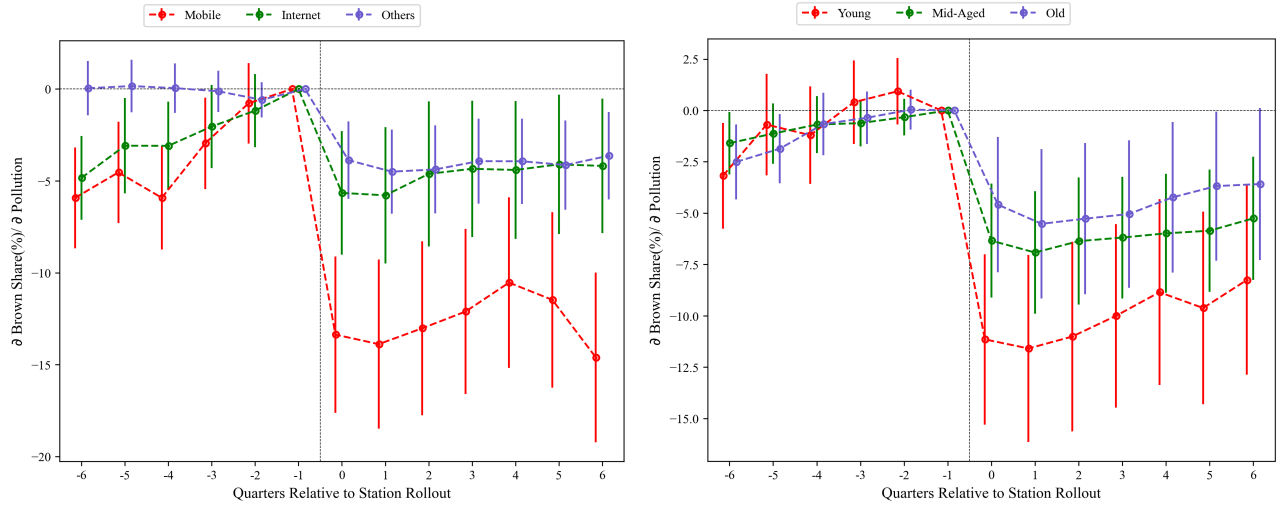 Mobile Internet Others
0
−5
−10
−15
−20
∂ Brown Share(%)/ ∂ Pollution
-6 -5 -4 -3 -2 -1 0 1 2 3 4 5 6
Quarters Relative to Station Rollout
Young Mid-Aged Old
2.5
0.0
−2.5
−5.0
−7.5
−10.0
−12.5
−15.0
∂ Brown Share(%)/ ∂ Pollution
-6 -5 -4 -3 -2 -1 0 1 2 3 4 5 6
Quarters Relative to Station Rollout